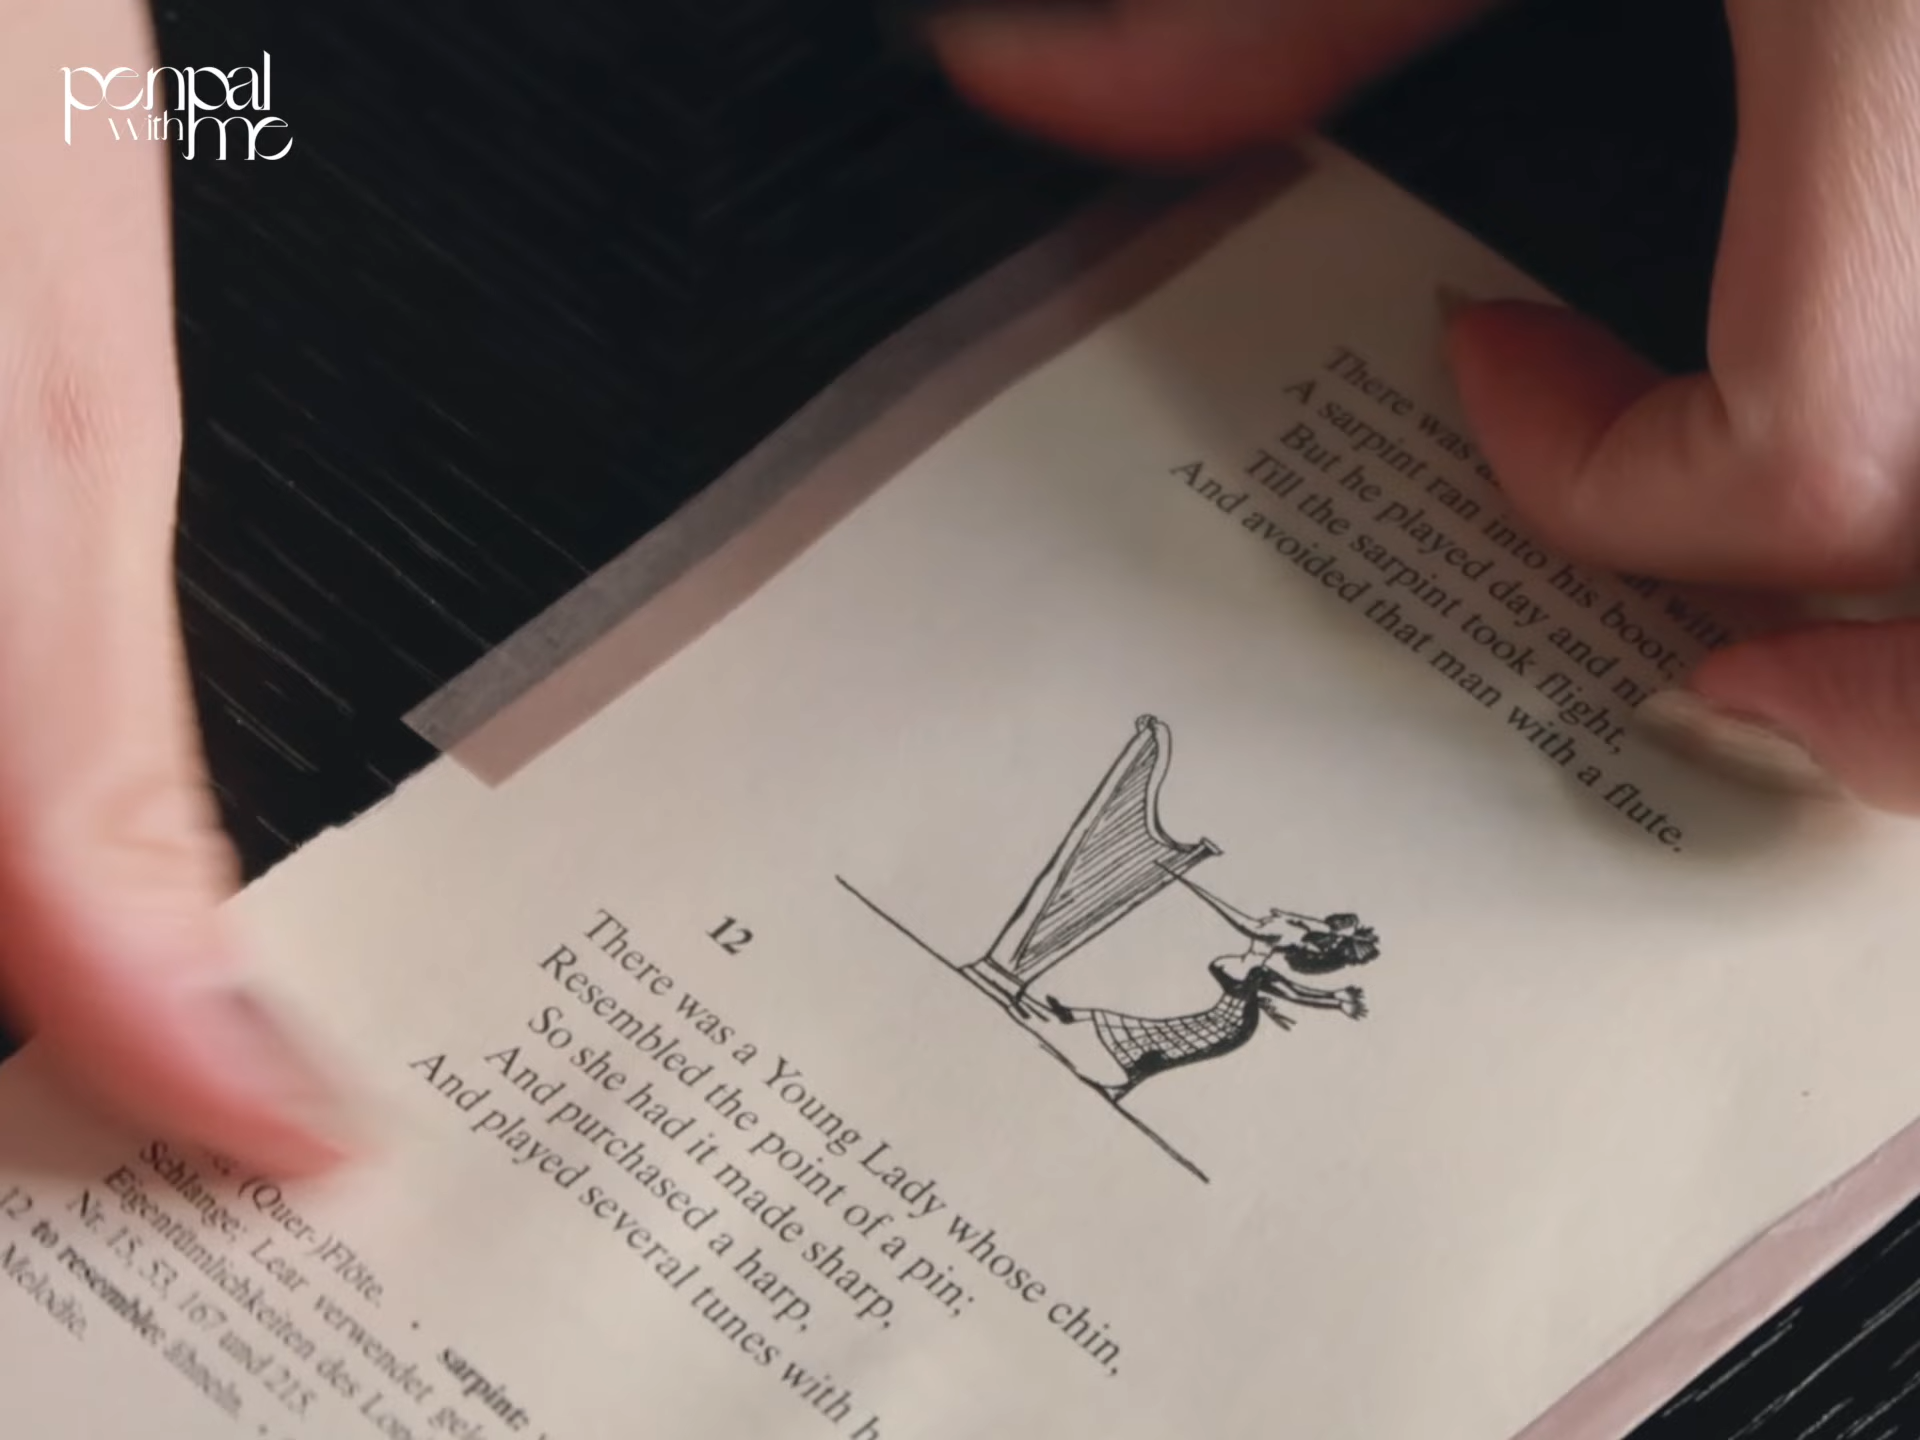 penpal
with me
There was
A sarpint ran into his boot;
But he played day and ni
Till the sarpint took flight,
And avoided that man with a flute.
12
There was a Young Lady whose chin,
Resembled the point of a pin;
So she had it made sharp,
And purchased a harp,
And played several tunes with
(Quer-)Flöte. · sarpint:
Schlange; Lear verwendet
Eigentümlichkeiten des
Nr. 15, 53, 167 und 215.
12 to resemble: ähneln. ·
Melodie.